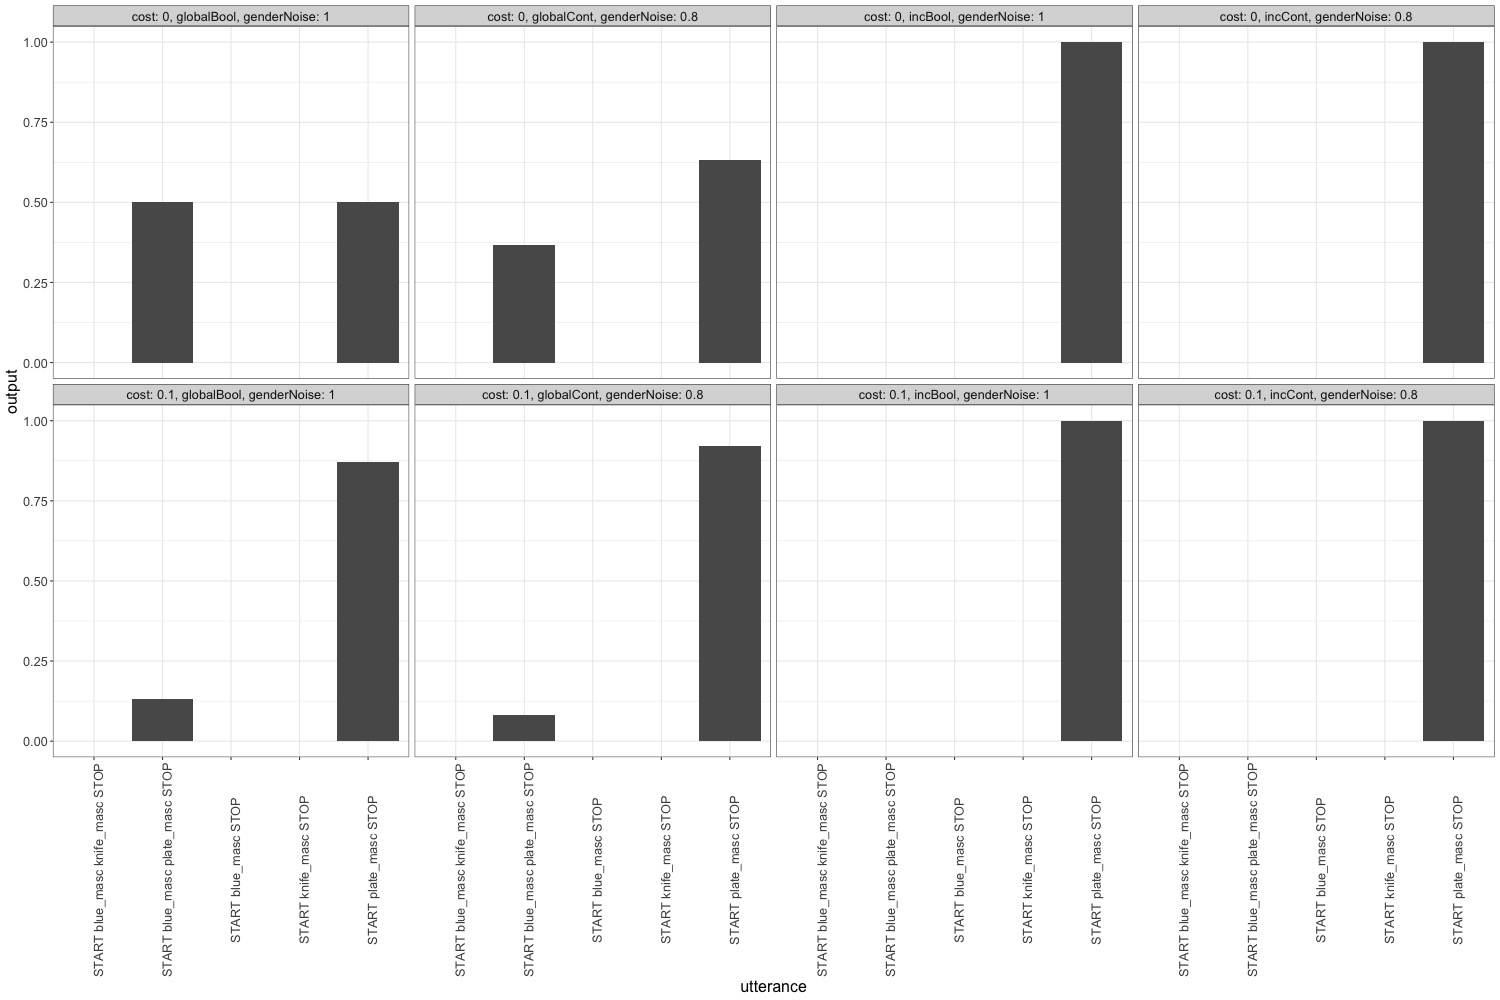 cost: 0, globalBool, genderNoise: 1
cost: 0, globalCont, genderNoise: 0.8
cost: 0, incBool, genderNoise: 1
cost: 0, incCont, genderNoise: 0.8
1.00
0.75
0.50
0.25
0.00
output
cost: 0.1, globalBool, genderNoise: 1
cost: 0.1, globalCont, genderNoise: 0.8
cost: 0.1, incBool, genderNoise: 1
cost: 0.1, incCont, genderNoise: 0.8
1.00
0.75
0.50
0.25
0.00
START blue_masc knife_masc STOP
START blue_masc plate_masc STOP
START blue_masc STOP
START knife_masc STOP
START plate_masc STOP
START blue_masc knife_masc STOP
START blue_masc plate_masc STOP
START blue_masc STOP
START knife_masc STOP
START plate_masc STOP
START blue_masc knife_masc STOP
START blue_masc plate_masc STOP
START blue_masc STOP
START knife_masc STOP
START plate_masc STOP
START blue_masc knife_masc STOP
START blue_masc plate_masc STOP
START blue_masc STOP
START knife_masc STOP
START plate_masc STOP
utterance